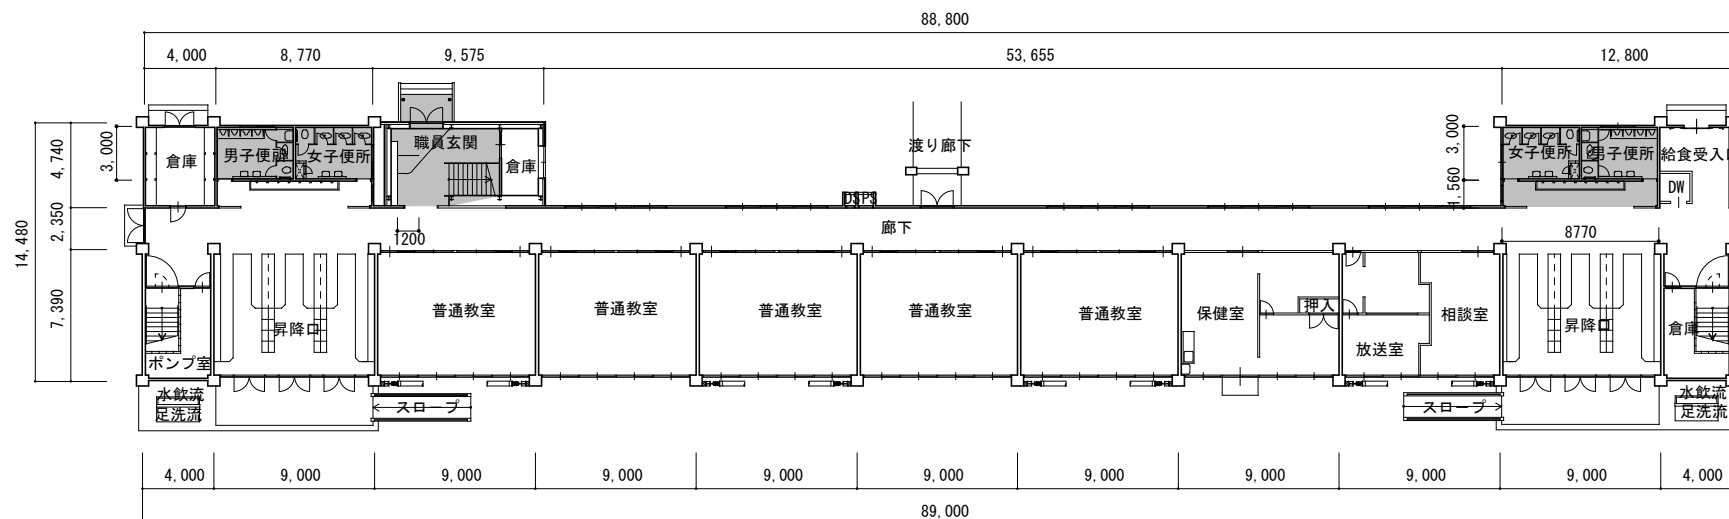 88,800
4,000
8,770
9,575
53,655
12,800
14,480
4,740
2,350
7,390
3,000
倉庫
男子便所
女子便所
職員玄関
倉庫
渡り廊下
3,000
1,560
女子便所
男子便所
給食受入
DW
廊下
1200
8770
昇降口
ポンプ室
普通教室
普通教室
普通教室
普通教室
普通教室
保健室
押入
放送室
相談室
昇降口
倉庫
水飲流
足洗流
スロープ
スロープ
水飲流
足洗流
4,000
9,000
9,000
9,000
9,000
9,000
9,000
9,000
9,000
9,000
4,000
89,000